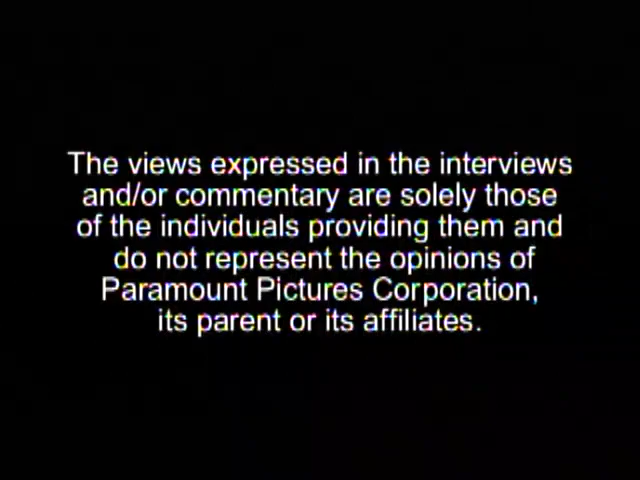 The views expressed in the interviews
and/or commentary are solely those
of the individuals providing them and
do not represent the opinions of
Paramount Pictures Corporation,
its parent or its affiliates.